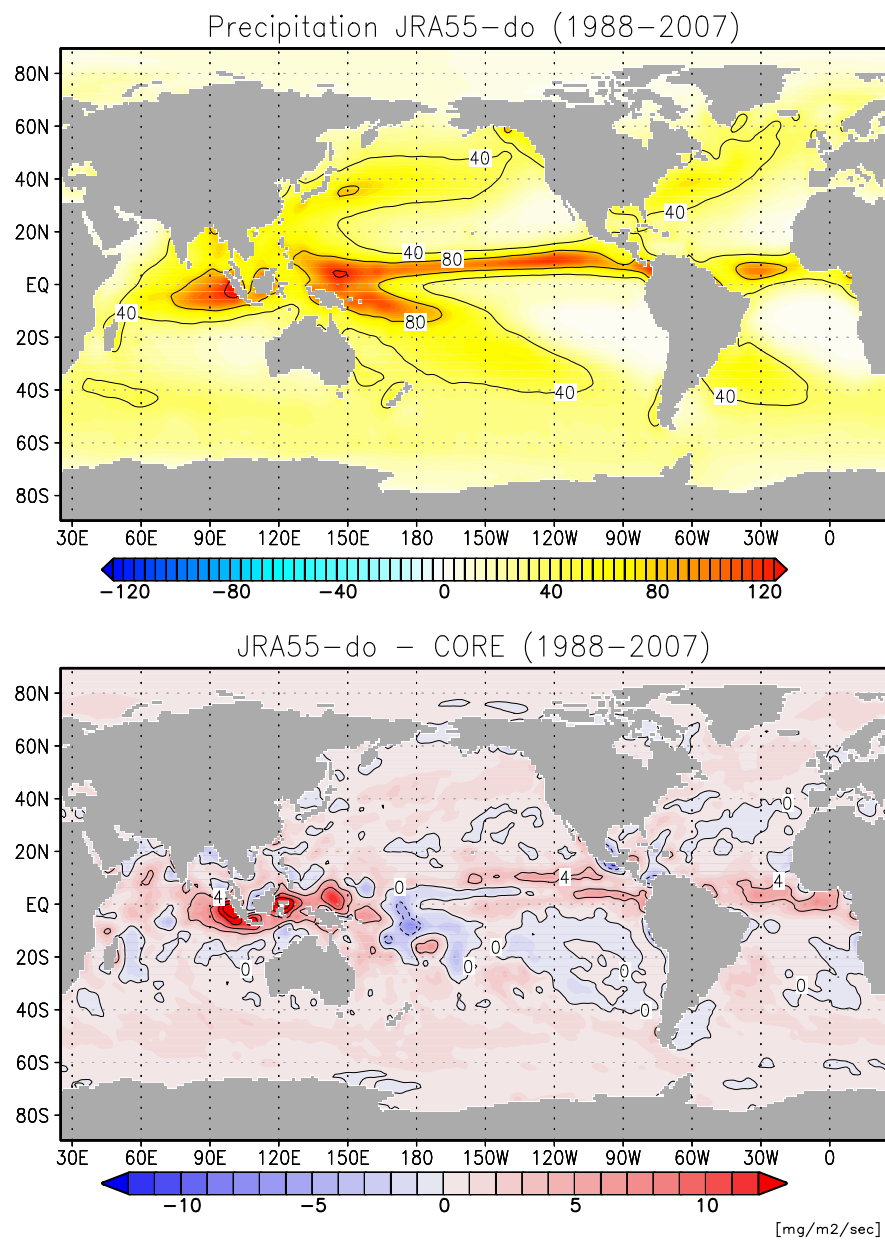 Precipitation JRA55-do (1988-2007)
80N
60N
40N
20N
EQ
20S
40S
60S
80S
40
40
40
80
40
80
40
40
30E 60E 90E 120E 150E 180 150W 120W 90W 60W 30W 0
-120 -80 -40 0 40 80 120
JRA55-do - CORE (1988-2007)
80N
60N
40N
20N
EQ
20S
40S
60S
80S
0
4
4
4
0
0
0
0
0
0
0
30E 60E 90E 120E 150E 180 150W 120W 90W 60W 30W 0
-10 -5 0 5 10
[mg/m2/sec]